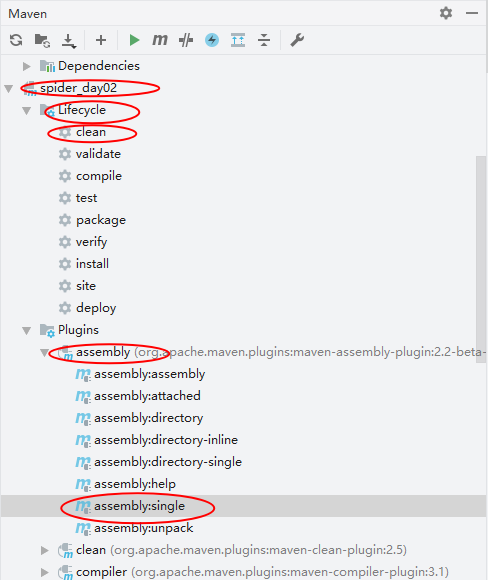 Maven
Dependencies
spider_day02
Lifecycle
clean
validate
compile
test
package
verify
install
site
deploy
Plugins
assembly (org.apache.maven.plugins:maven-assembly-plugin:2.2-beta-
assembly:assembly
assembly:attached
assembly:directory
assembly:directory-inline
assembly:directory-single
assembly:help
assembly:single
assembly:unpack
clean (org.apache.maven.plugins:maven-clean-plugin:2.5)
compiler (org.apache.maven.plugins:maven-compiler-plugin:3.1)